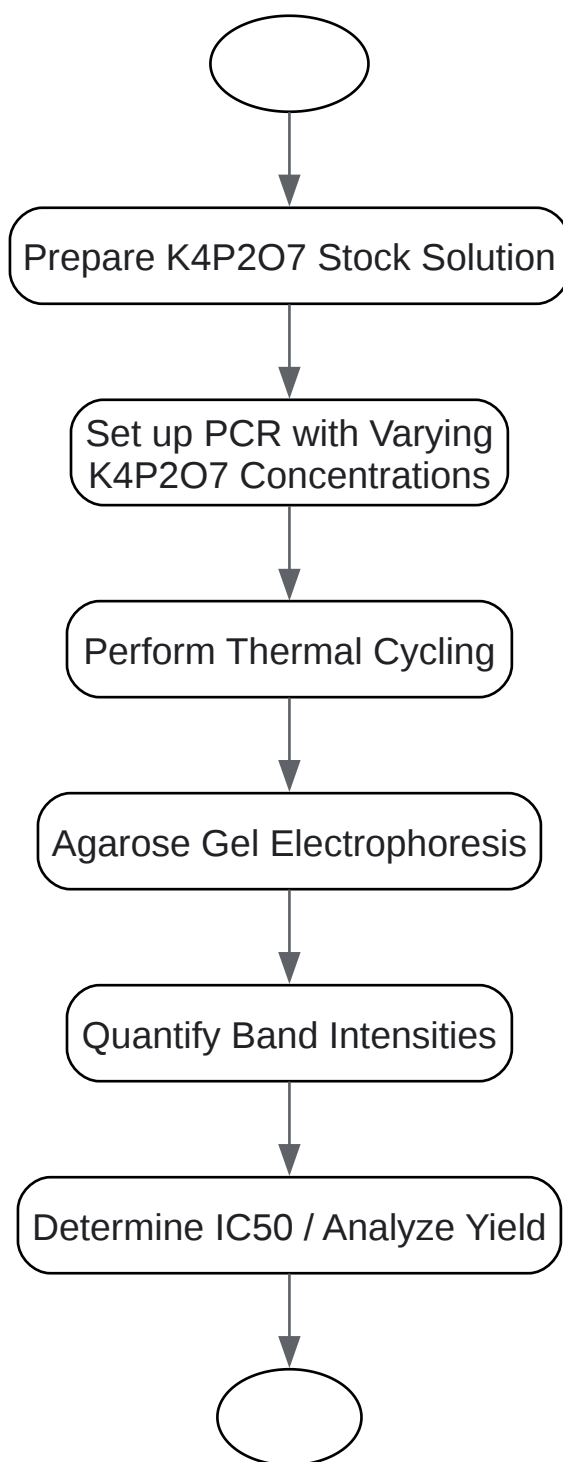 Prepare K4P2O7 Stock Solution
Set up PCR with Varying
K4P2O7 Concentrations
Perform Thermal Cycling
Agarose Gel Electrophoresis
Quantify Band Intensities
Determine IC50 / Analyze Yield